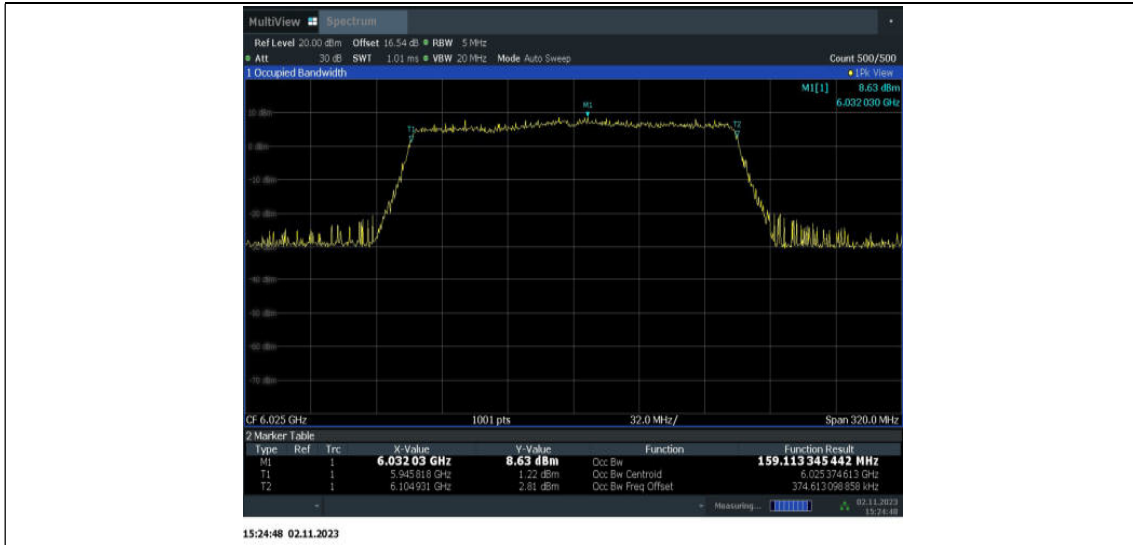 MultiView Spectrum
Ref Level 20.00 dBm Offset 16.54 dB RBW 5 MHz
Att 30 dB SWT 1.01 ms VBW 20 MHz Mode Auto Sweep Count 500/500
1 Occupied Bandwidth 1Pk View
M1[1] 8.63 dBm
6.032 030 GHz
M1
10 dBm
T1 T2
0 dBm
-10 dBm
-20 dBm
-40 dBm
-50 dBm
-60 dBm
-70 dBm
CF 6.025 GHz 1001 pts 32.0 MHz/ Span 320.0 MHz
2 Marker Table
Type Ref Trc X-Value Y-Value Function Function Result
M1 1 6.032 03 GHz 8.63 dBm Occ Bw 159.113 345 442 MHz
T1 1 5.945 818 GHz 1.22 dBm Occ Bw Centroid 6.025 374 613 GHz
T2 1 6.104 931 GHz 2.81 dBm Occ Bw Freq Offset 374.613 098 858 kHz
Measuring... 02.11.2023
15:24:48
15:24:48 02.11.2023